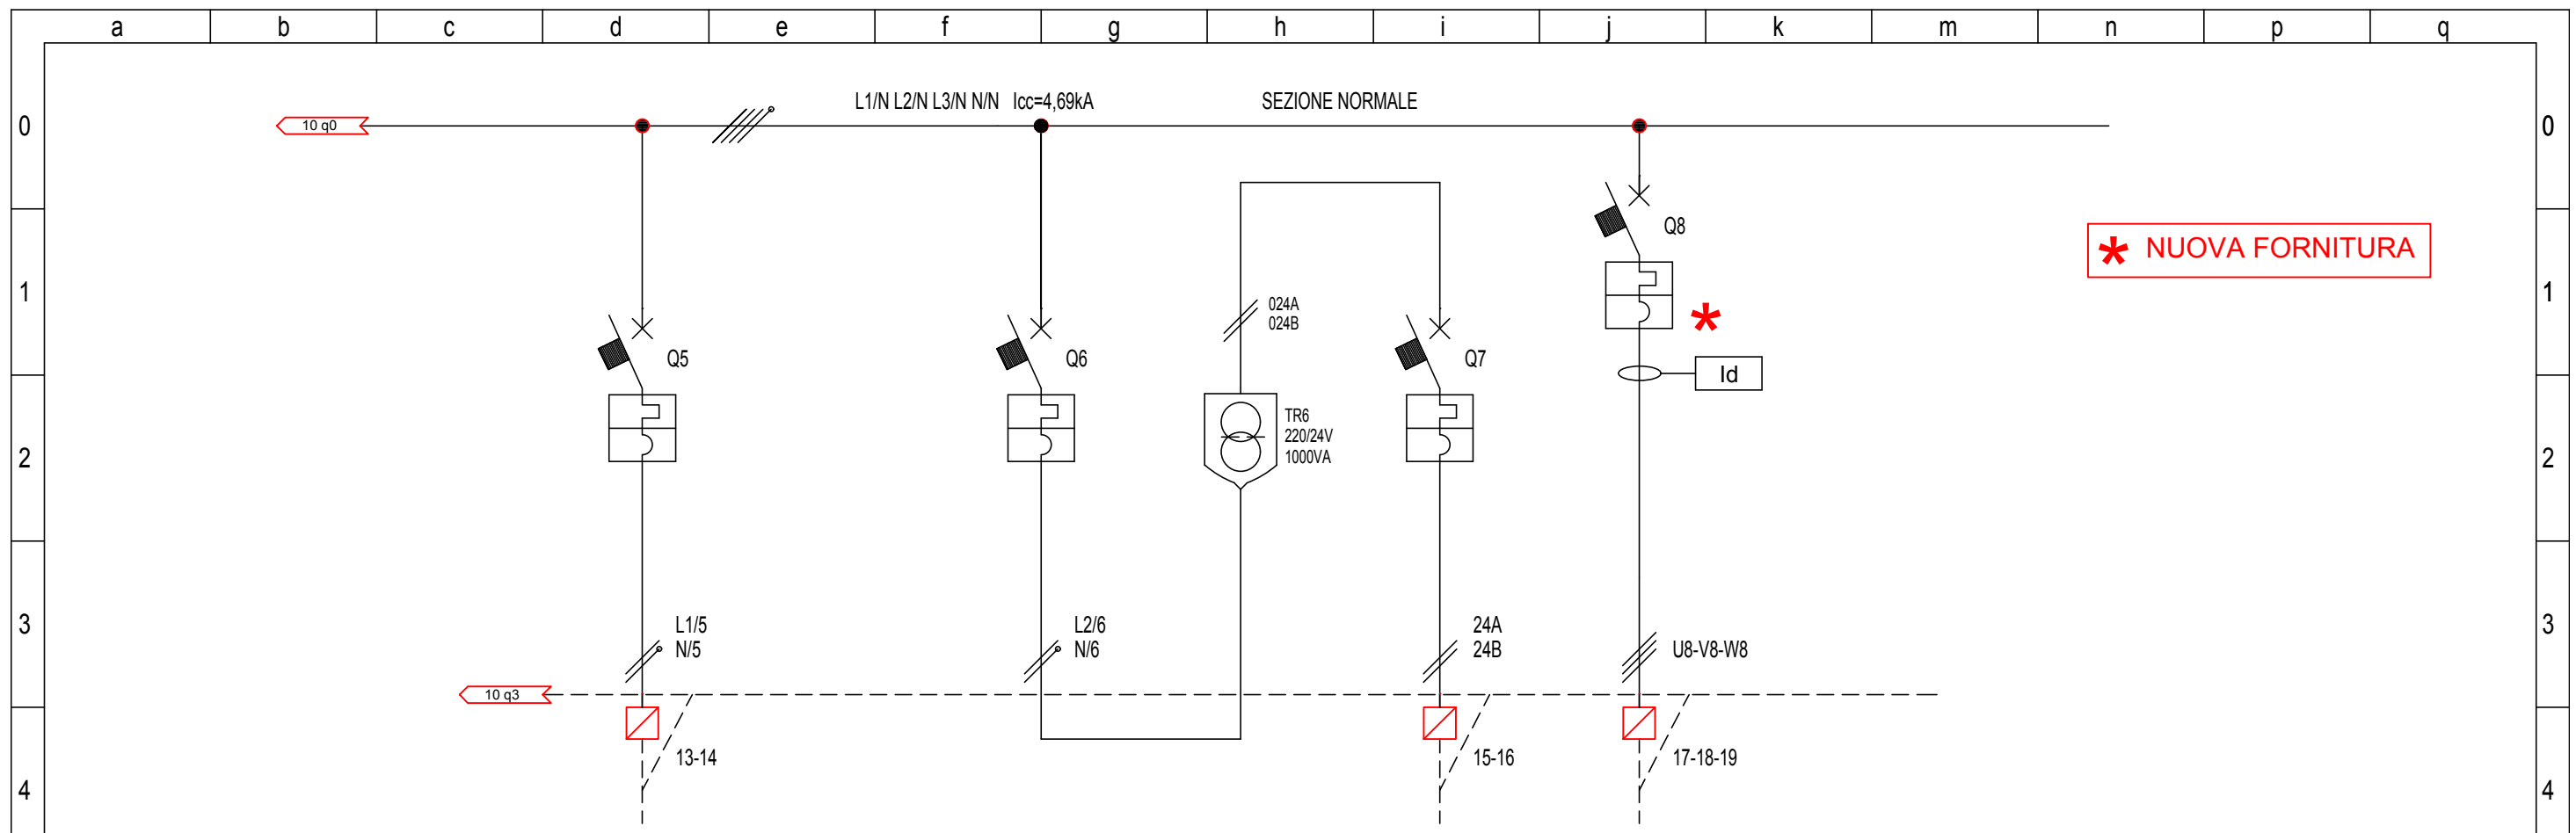 a b c d e f g h i j k m n p q
L1/N L2/N L3/N N/N Icc=4,69kA SEZIONE NORMALE
0 10 q0 0
Q8
* NUOVA FORNITURA
1 1
024A
024B
*
Q5 Q6 Q7
Id
TR6
220/24V
1000VA
2 2
3 3
L1/5
N/5
L2/6
N/6
24A
24B
U8-V8-W8
10 q3
13-14 15-16 17-18-19
4 4